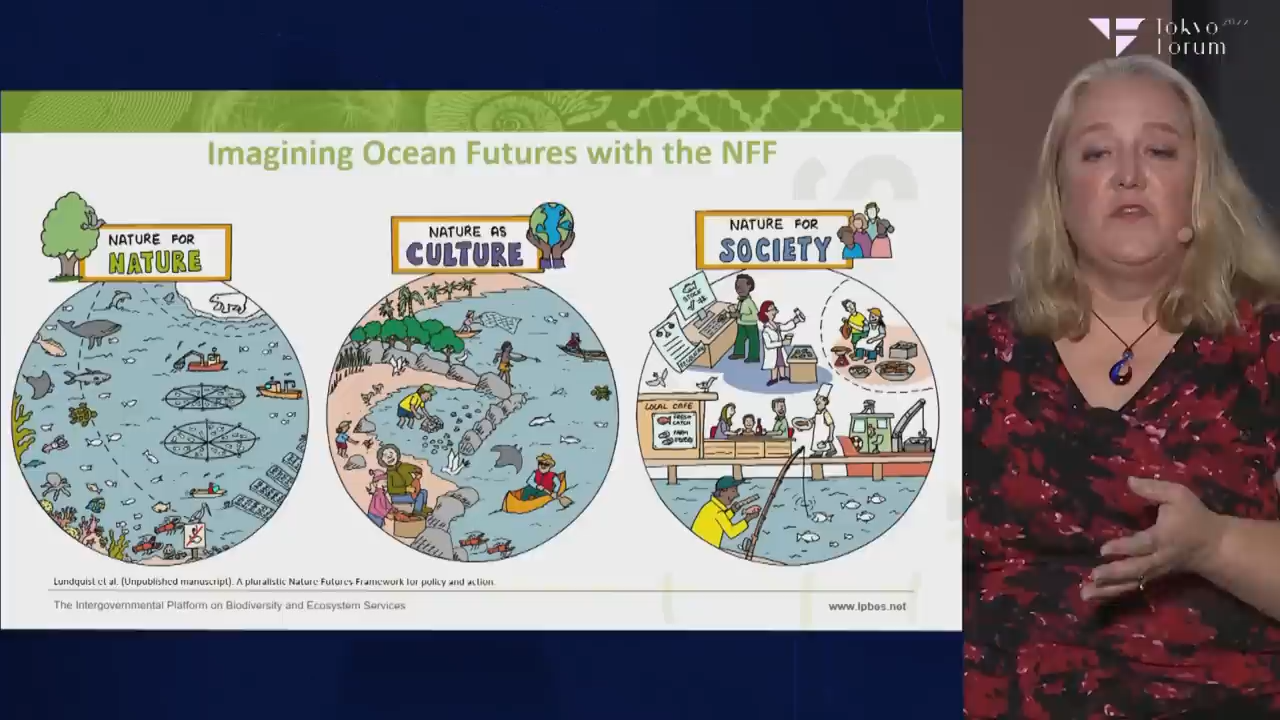 Tokyo 2022
Forum
Imagining Ocean Futures with the NFF
NATURE FOR
NATURE
NATURE AS
CULTURE
NATURE FOR
SOCIETY
STOCK
LOCAL CAFE
FRESH
CATCH
FARM
Lundquist et al. (Unpublished manuscript). A pluralistic Nature Futures Framework for policy and action.
The Intergovernmental Platform on Biodiversity and Ecosystem Services
www.ipbes.net